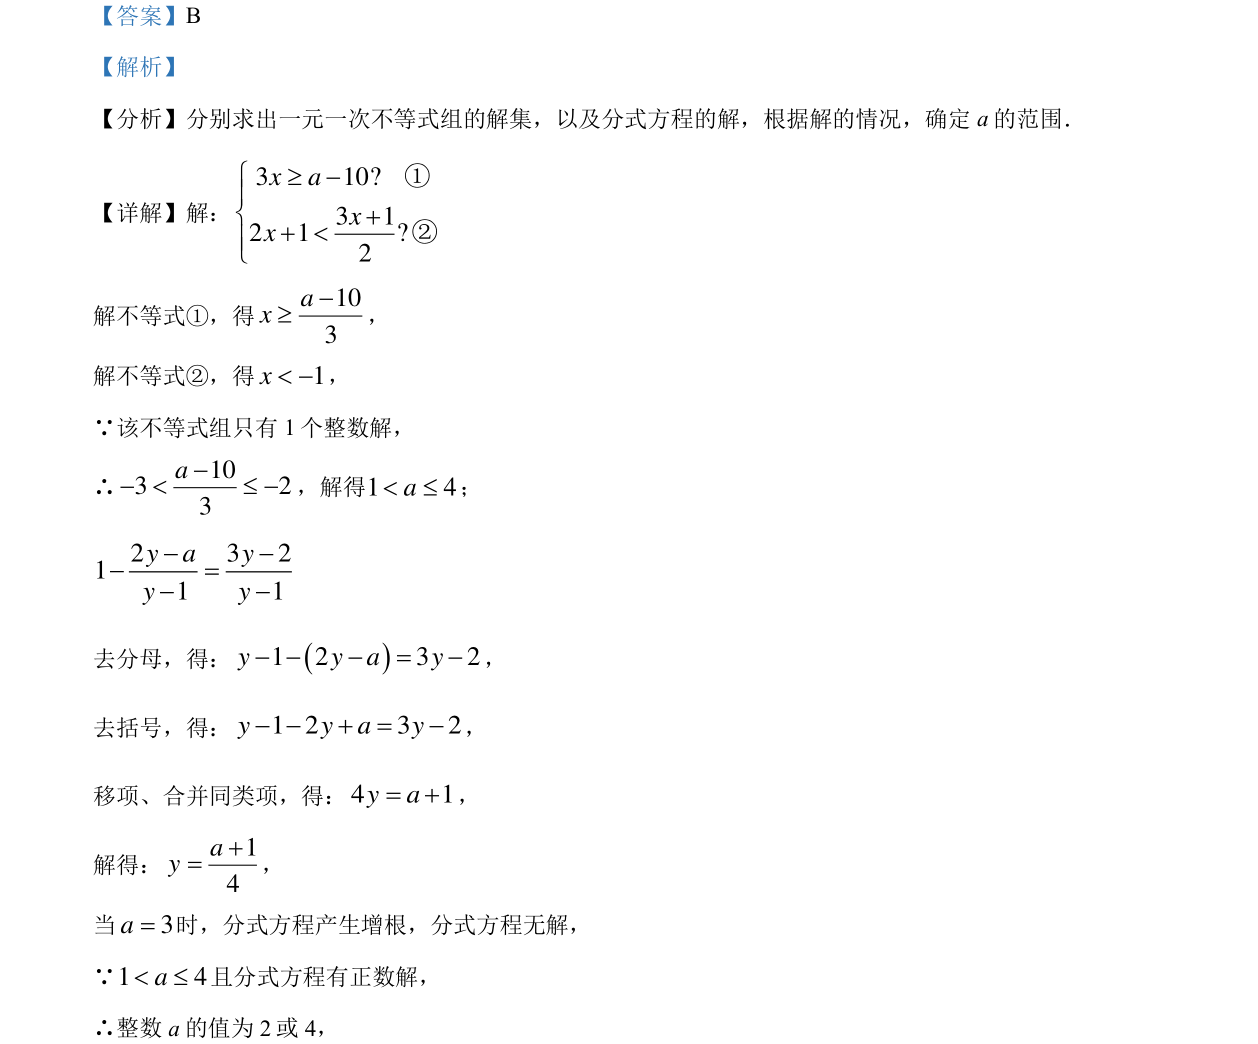 【答案】B
【解析】
【分析】分别求出一元一次不等式组的解集，以及分式方程的解，根据解的情况，确定 a 的范围．
【详解】解：{ 3x ≥ a − 10? ① 2x + 1 < (3x + 1)/2 ? ②
解不等式①，得 x ≥ (a − 10)/3，
解不等式②，得 x < −1，
∵该不等式组只有 1 个整数解，
∴ −3 < (a − 10)/3 ≤ −2，解得1 < a ≤ 4；
1 − (2y − a)/(y − 1) = (3y − 2)/(y − 1)
去分母，得：y − 1 − (2y − a) = 3y − 2，
去括号，得：y − 1 − 2y + a = 3y − 2，
移项、合并同类项，得：4y = a + 1，
解得：y = (a + 1)/4，
当 a = 3时，分式方程产生增根，分式方程无解，
∵1 < a ≤ 4且分式方程有正数解，
∴整数 a 的值为 2 或 4，